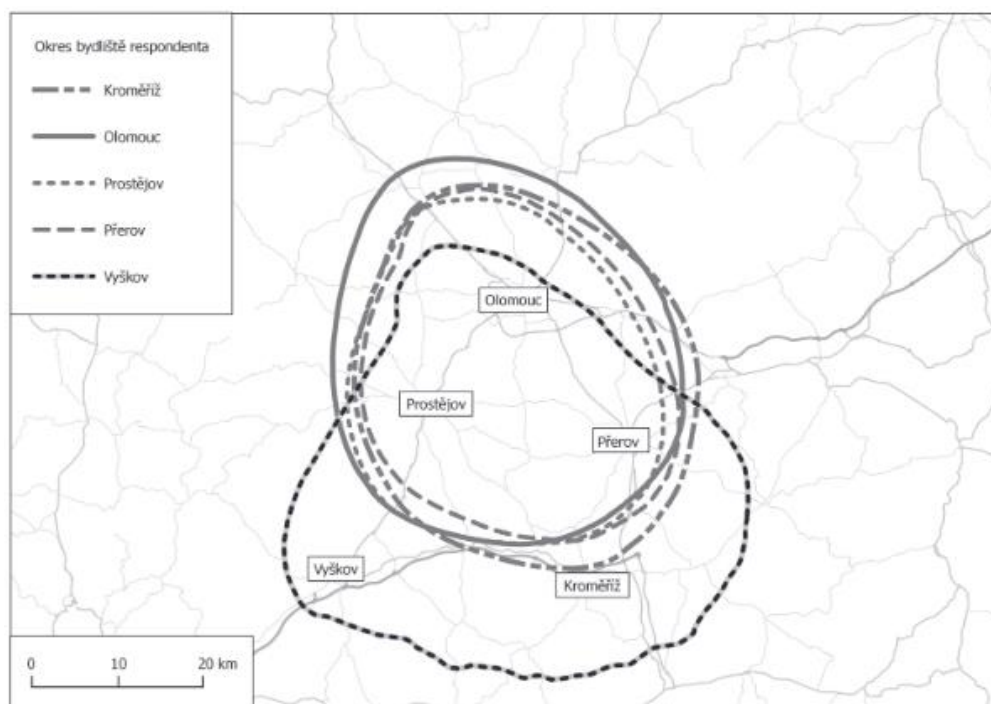 Okres bydliště respondenta
Kroměříž
Olomouc
Prostějov
Přerov
Vyškov
Olomouc
Prostějov
Přerov
Vyškov
Kroměříž
0 10 20 km